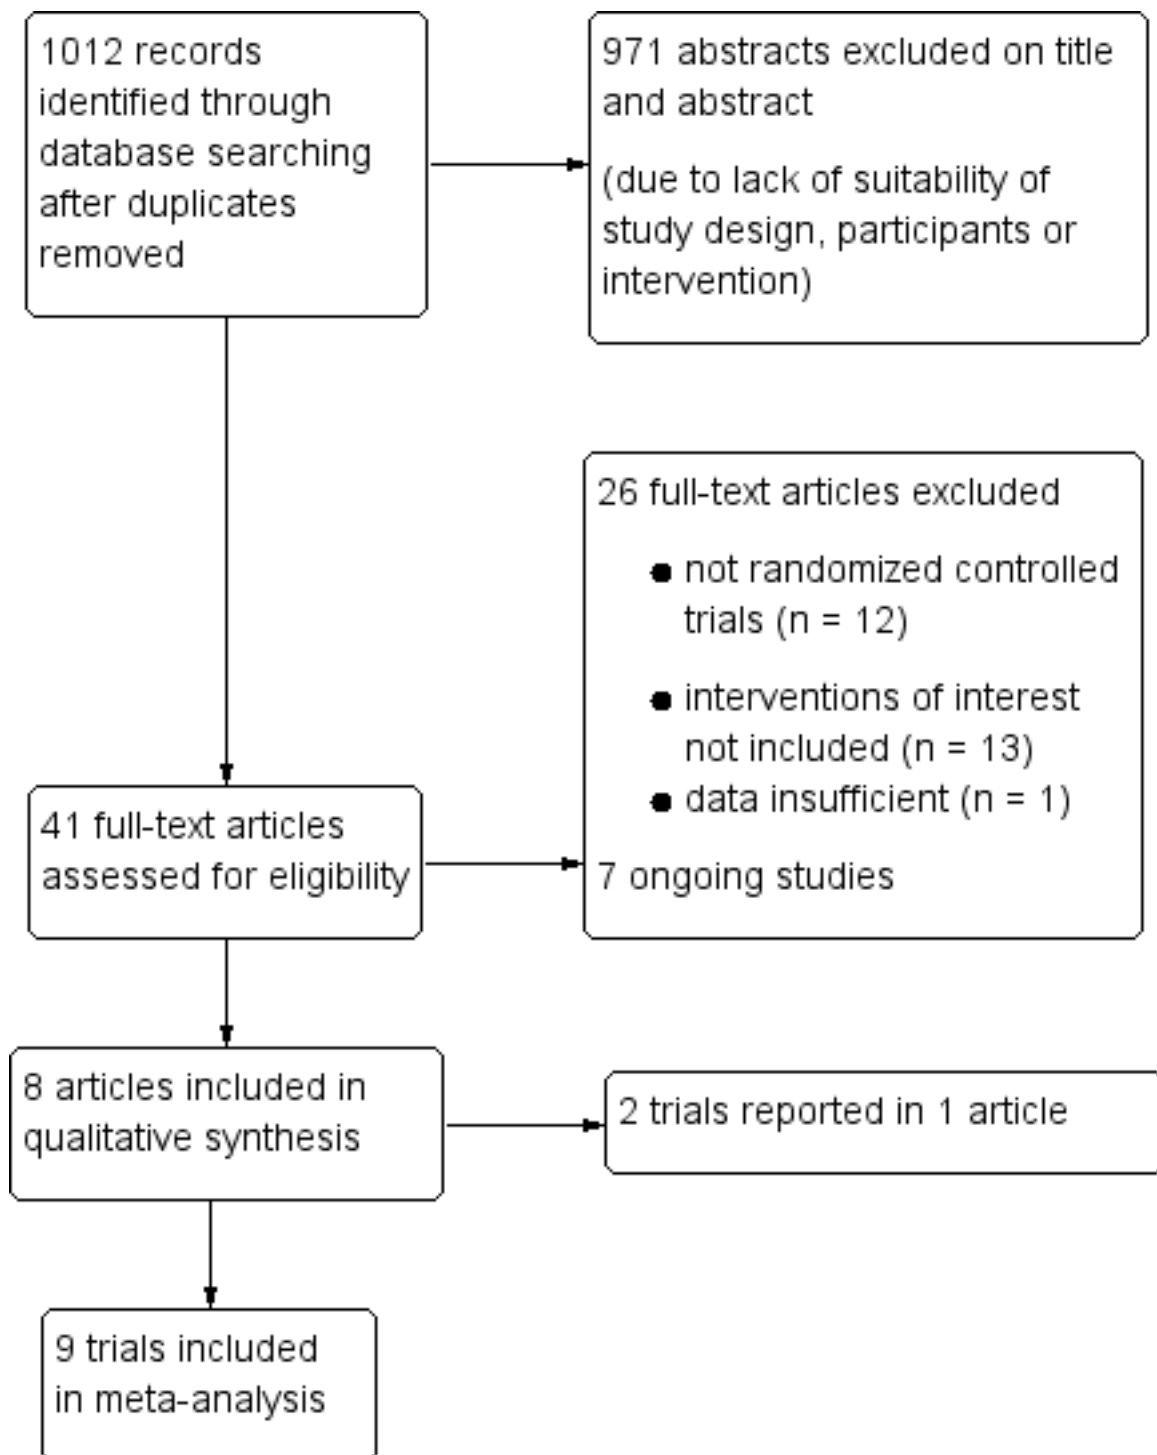 1012 records
identified through
database searching
after duplicates
removed
971 abstracts excluded on title
and abstract
(due to lack of suitability of
study design, participants or
intervention)
26 full-text articles excluded
● not randomized controlled
trials (n = 12)
● interventions of interest
not included (n = 13)
● data insufficient (n = 1)
7 ongoing studies
41 full-text articles
assessed for eligibility
8 articles included in
qualitative synthesis
2 trials reported in 1 article
9 trials included
in meta-analysis